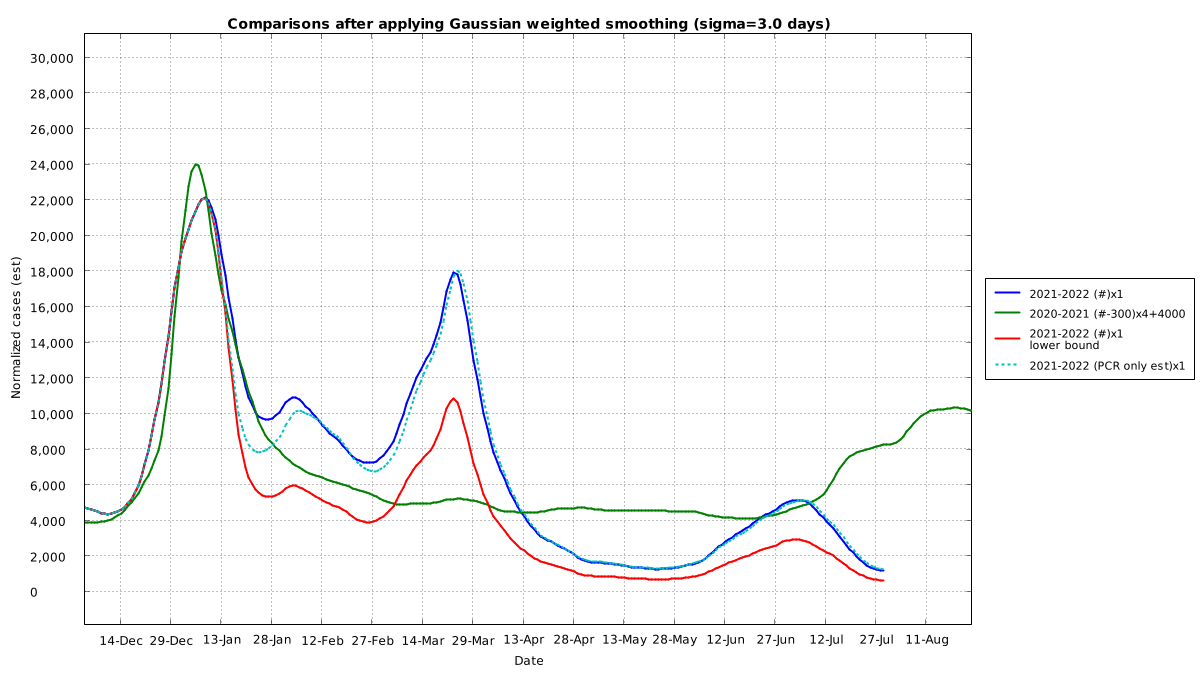 Comparisons after applying Gaussian weighted smoothing (sigma=3.0 days)
30,000
28,000
26,000
24,000
22,000
20,000
18,000
16,000
14,000
12,000
10,000
8,000
6,000
4,000
2,000
0
Normalized cases (est)
14-Dec 29-Dec 13-Jan 28-Jan 12-Feb 27-Feb 14-Mar 29-Mar 13-Apr 28-Apr 13-May 28-May 12-Jun 27-Jun 12-Jul 27-Jul 11-Aug
Date
2021-2022 (#)x1
2020-2021 (#-300)x4+4000
2021-2022 (#)x1
lower bound
2021-2022 (PCR only est)x1